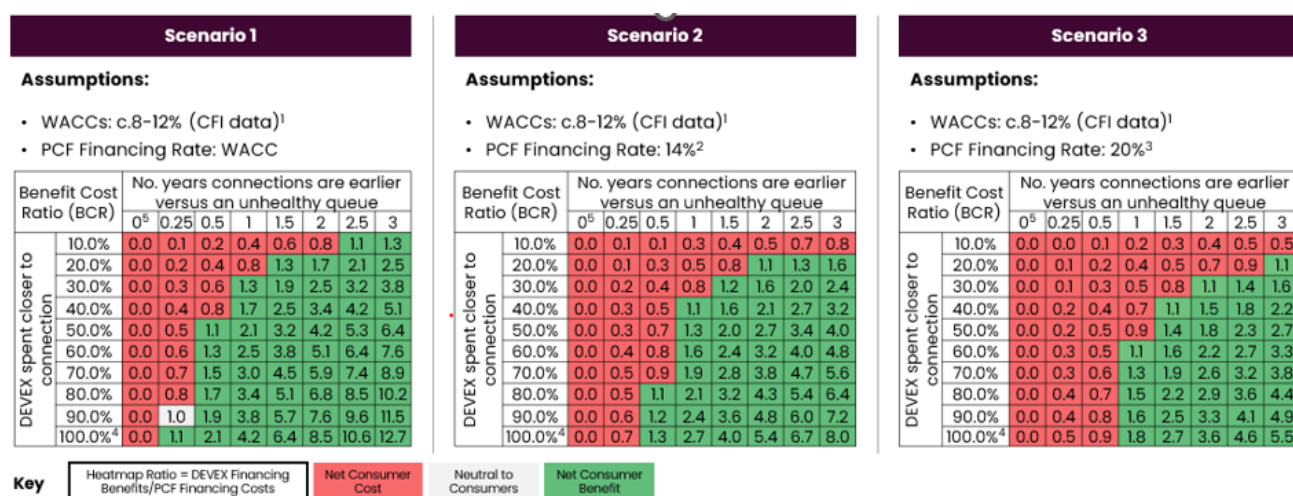 Scenario 1
Assumptions:
• WACCs: c.8-12% (CFI data)¹
• PCF Financing Rate: WACC
Benefit Cost Ratio (BCR)
No. years connections are earlier versus an unhealthy queue
0⁵ 0.25 0.5 1 1.5 2 2.5 3
DEVEX spent closer to connection
10.0% 0.0 0.1 0.2 0.4 0.6 0.8 1.1 1.3
20.0% 0.0 0.2 0.4 0.8 1.3 1.7 2.1 2.5
30.0% 0.0 0.3 0.6 1.3 1.9 2.5 3.2 3.8
40.0% 0.0 0.4 0.8 1.7 2.5 3.4 4.2 5.1
50.0% 0.0 0.5 1.1 2.1 3.2 4.2 5.3 6.4
60.0% 0.0 0.6 1.3 2.5 3.8 5.1 6.4 7.6
70.0% 0.0 0.7 1.5 3.0 4.5 5.9 7.4 8.9
80.0% 0.0 0.8 1.7 3.4 5.1 6.8 8.5 10.2
90.0% 0.0 1.0 1.9 3.8 5.7 7.6 9.6 11.5
100.0%⁴ 0.0 1.1 2.1 4.2 6.4 8.5 10.6 12.7
Scenario 2
Assumptions:
• WACCs: c.8-12% (CFI data)¹
• PCF Financing Rate: 14%²
Benefit Cost Ratio (BCR)
No. years connections are earlier versus an unhealthy queue
0⁵ 0.25 0.5 1 1.5 2 2.5 3
DEVEX spent closer to connection
10.0% 0.0 0.1 0.1 0.3 0.4 0.5 0.7 0.8
20.0% 0.0 0.1 0.3 0.5 0.8 1.1 1.3 1.6
30.0% 0.0 0.2 0.4 0.8 1.2 1.6 2.0 2.4
40.0% 0.0 0.3 0.5 1.1 1.6 2.1 2.7 3.2
50.0% 0.0 0.3 0.7 1.3 2.0 2.7 3.4 4.0
60.0% 0.0 0.4 0.8 1.6 2.4 3.2 4.0 4.8
70.0% 0.0 0.5 0.9 1.9 2.8 3.8 4.7 5.6
80.0% 0.0 0.5 1.1 2.1 3.2 4.3 5.4 6.4
90.0% 0.0 0.6 1.2 2.4 3.6 4.8 6.0 7.2
100.0%⁴ 0.0 0.7 1.3 2.7 4.0 5.4 6.7 8.0
Scenario 3
Assumptions:
• WACCs: c.8-12% (CFI data)¹
• PCF Financing Rate: 20%³
Benefit Cost Ratio (BCR)
No. years connections are earlier versus an unhealthy queue
0⁵ 0.25 0.5 1 1.5 2 2.5 3
DEVEX spent closer to connection
10.0% 0.0 0.0 0.1 0.2 0.3 0.4 0.5 0.5
20.0% 0.0 0.1 0.2 0.4 0.5 0.7 0.9 1.1
30.0% 0.0 0.1 0.3 0.5 0.8 1.1 1.4 1.6
40.0% 0.0 0.2 0.4 0.7 1.1 1.5 1.8 2.2
50.0% 0.0 0.2 0.5 0.9 1.4 1.8 2.3 2.7
60.0% 0.0 0.3 0.5 1.1 1.6 2.2 2.7 3.3
70.0% 0.0 0.3 0.6 1.3 1.9 2.6 3.2 3.8
80.0% 0.0 0.4 0.7 1.5 2.2 2.9 3.6 4.4
90.0% 0.0 0.4 0.8 1.6 2.5 3.3 4.1 4.9
100.0%⁴ 0.0 0.5 0.9 1.8 2.7 3.6 4.6 5.5
Key
Heatmap Ratio = DEVEX Financing Benefits/PCF Financing Costs
Net Consumer Cost
Neutral to Consumers
Net Consumer Benefit